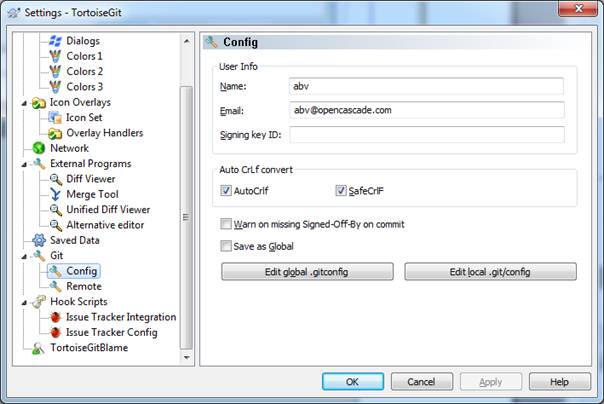 Settings - TortoiseGit
Dialogs
Colors 1
Colors 2
Colors 3
Icon Overlays
Icon Set
Overlay Handlers
Network
External Programs
Diff Viewer
Merge Tool
Unified Diff Viewer
Alternative editor
Saved Data
Git
Config
Remote
Hook Scripts
Issue Tracker Integration
Issue Tracker Config
TortoiseGitBlame
Config
User Info
Name: abv
Email: abv@opencascade.com
Signing key ID:
Auto CrLf convert
AutoCrlf SafeCrlF
Warn on missing Signed-Off-By on commit
Save as Global
Edit global .gitconfig Edit local .git/config
OK Cancel Apply Help